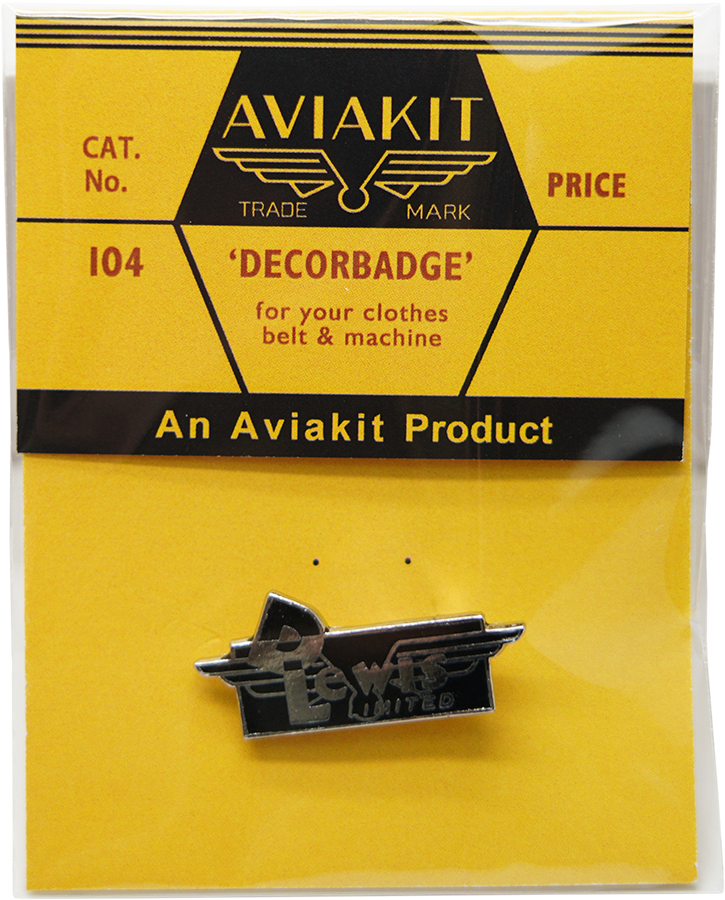 AVIAKIT
TRADE MARK
CAT.
No.
PRICE
104
'DECORBADGE'
for your clothes
belt & machine
An Aviakit Product
D
Lewis
LIMITED